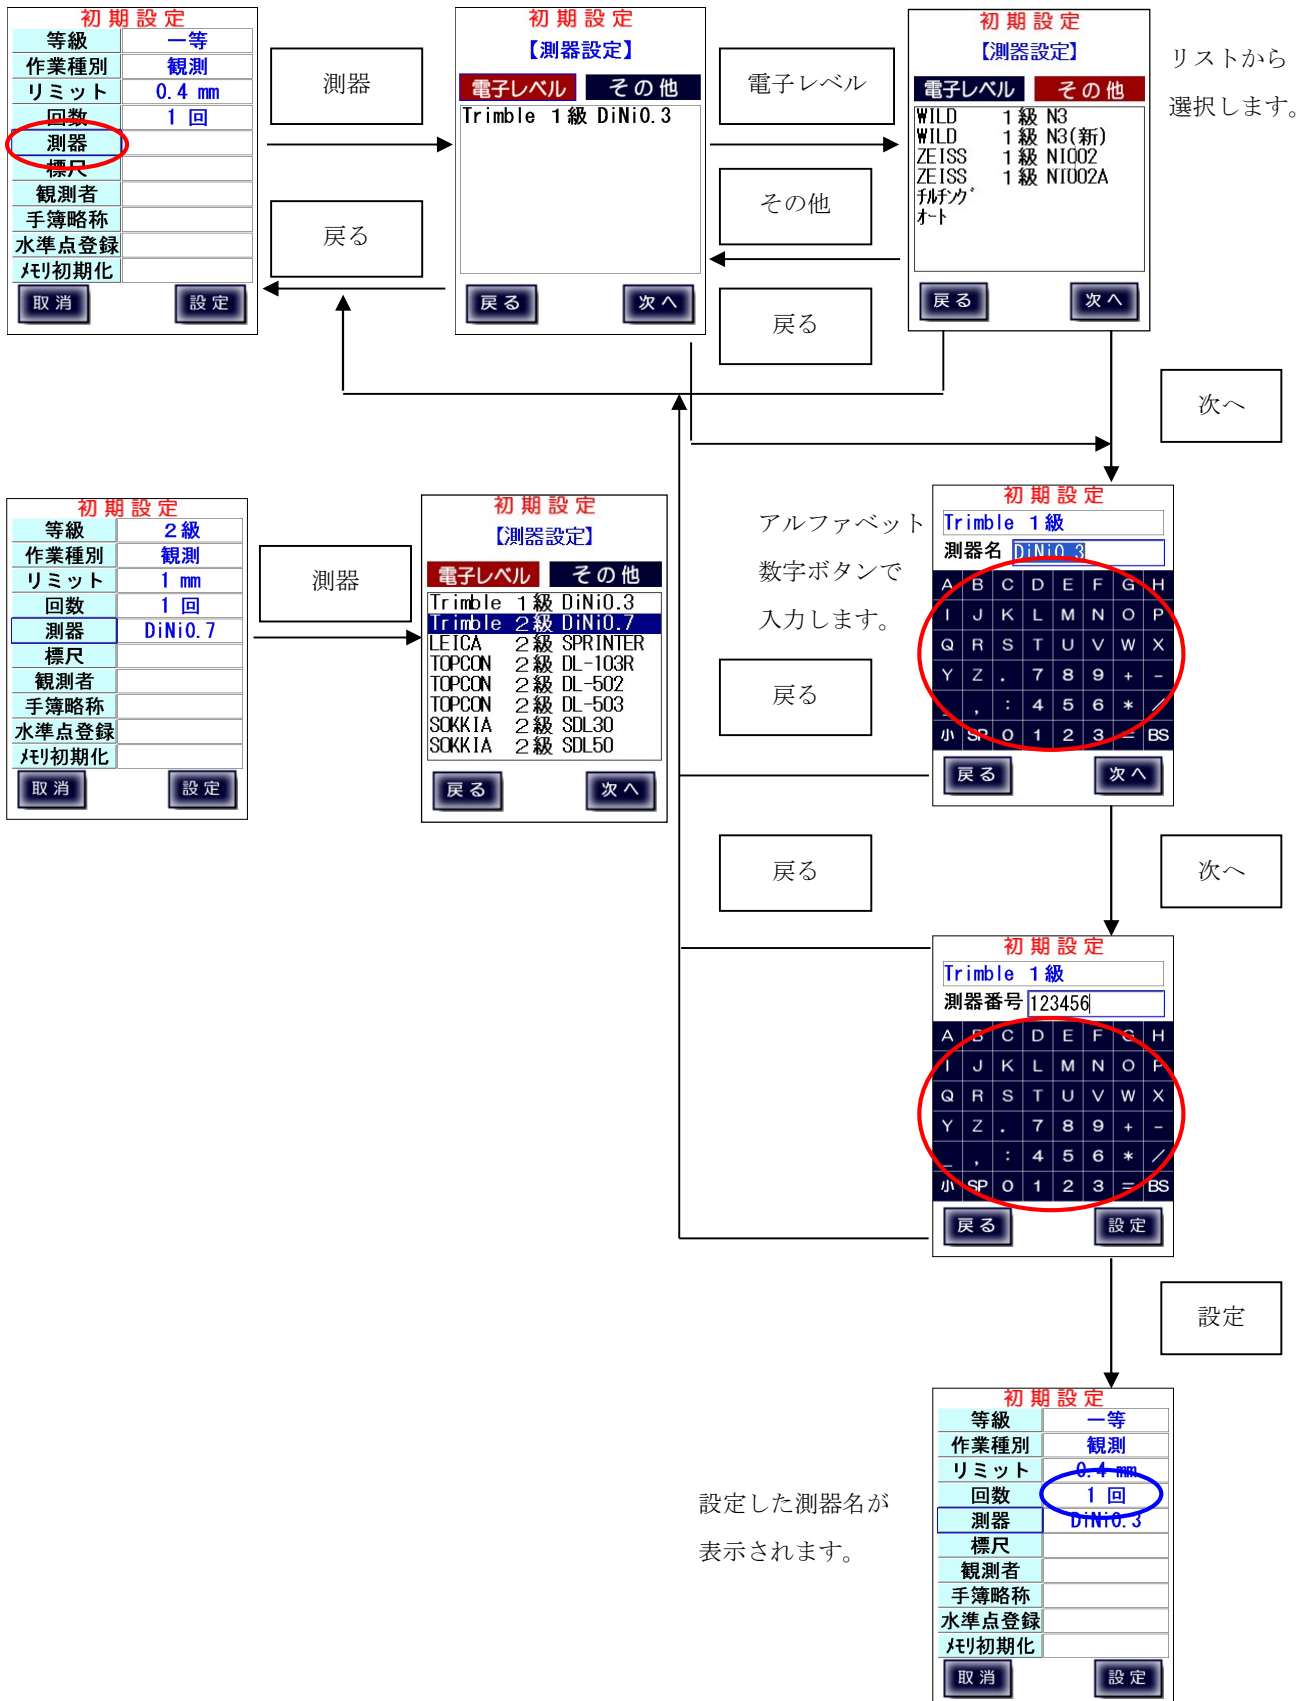 初期設定
等級 一等
作業種別 観測
リミット 0.4 mm
回数 1 回
測器
標尺
観測者
手簿略称
水準点登録
ﾒﾓﾘ初期化
取消 設定
測器
戻る
初期設定
【測器設定】
電子レベル その他
Trimble 1級 DiNi0.3
戻る 次へ
電子レベル
その他
戻る
初期設定
【測器設定】
電子レベル その他
WILD 1級 N3
WILD 1級 N3(新)
ZEISS 1級 NI002
ZEISS 1級 NI002A
ﾁﾙﾁﾝｸﾞ
ｵｰﾄ
戻る 次へ
リストから
選択します。
次へ
初期設定
等級 2級
作業種別 観測
リミット 1 mm
回数 1 回
測器 DiNi0.7
標尺
観測者
手簿略称
水準点登録
ﾒﾓﾘ初期化
取消 設定
測器
初期設定
【測器設定】
電子レベル その他
Trimble 1級 DiNi0.3
Trimble 2級 DiNi0.7
LEICA 2級 SPRINTER
TOPCON 2級 DL-103R
TOPCON 2級 DL-502
TOPCON 2級 DL-503
SOKKIA 2級 SDL30
SOKKIA 2級 SDL50
戻る 次へ
アルファベット
数字ボタンで
入力します。
戻る
初期設定
Trimble 1級
測器名 DiNi0.3
A B C D E F G H
I J K L M N O P
Q R S T U V W X
Y Z . 7 8 9 + -
_ , : 4 5 6 * /
小 SP 0 1 2 3 = BS
戻る 次へ
戻る
次へ
初期設定
Trimble 1級
測器番号 123456
A B C D E F G H
I J K L M N O P
Q R S T U V W X
Y Z . 7 8 9 + -
_ , : 4 5 6 * /
小 SP 0 1 2 3 = BS
戻る 設定
設定
設定した測器名が
表示されます。
初期設定
等級 一等
作業種別 観測
リミット 0.4 mm
回数 1 回
測器 DiNi0.3
標尺
観測者
手簿略称
水準点登録
ﾒﾓﾘ初期化
取消 設定